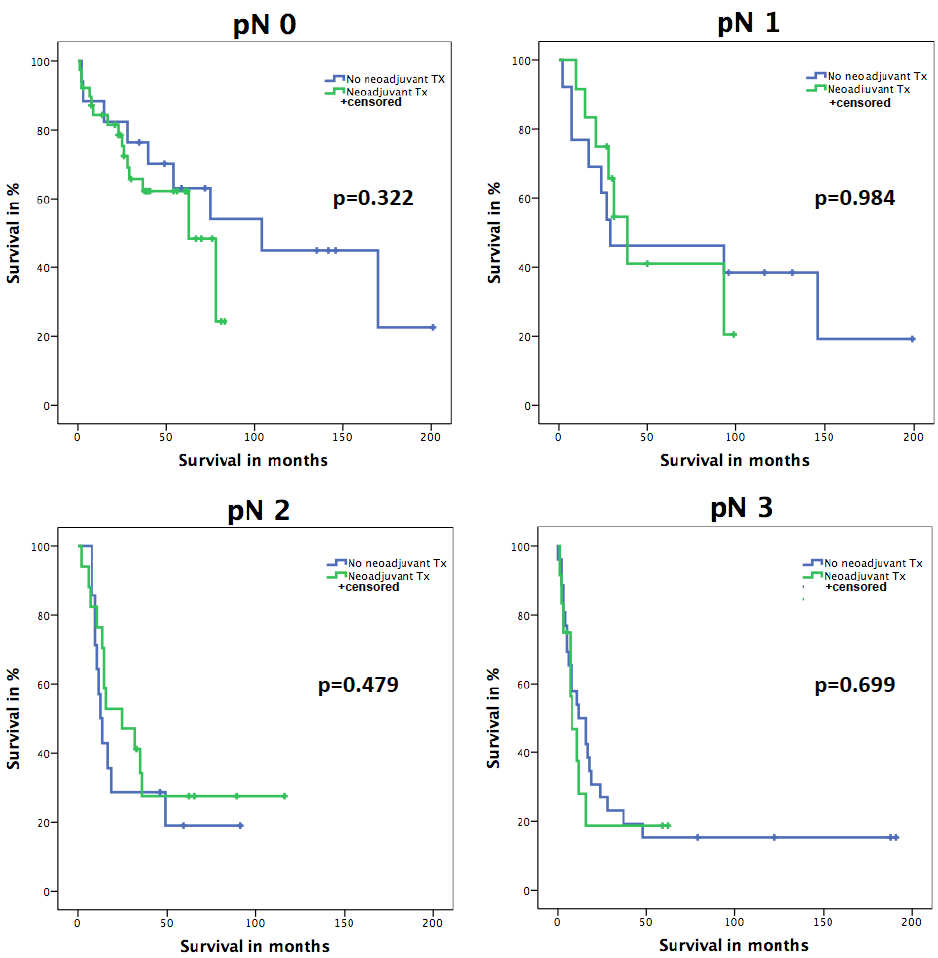 pN 0
No neoadjuvant TX
Neoadjuvant Tx
+censored
p=0.322
Survival in %
100
80
60
40
20
0
0 50 100 150 200
Survival in months
pN 1
No neoadjuvant Tx
Neoadjuvant Tx
+censored
p=0.984
Survival in %
100
80
60
40
20
0
0 50 100 150 200
Survival in months
pN 2
No neoadjuvant Tx
Neoadjuvant Tx
+censored
p=0.479
Survival in %
100
80
60
40
20
0
0 50 100 150 200
Survival in months
pN 3
No neoadjuvant Tx
Neoadjuvant Tx
+censored
p=0.699
Survival in %
100
80
60
40
20
0
0 50 100 150 200
Survival in months